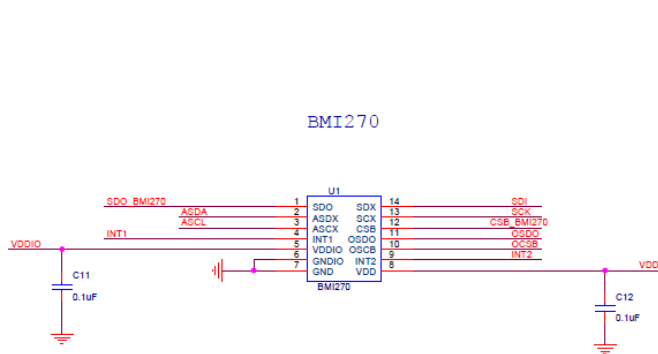 BMI270
U1
SDO_BMI270 1 SDO SDX 14 SDI
ASDA 2 ASDX SCX 13 SCK
ASCL 3 ASCX CSB 12 CSB_BMI270
INT1 4 INT1 OSDO 11 OSDO
VDDIO 5 VDDIO OSCB 10 OCSB
6 GNDIO INT2 9 INT2
7 GND VDD 8 VDD
BMI270
C11
0.1uF
C12
0.1uF